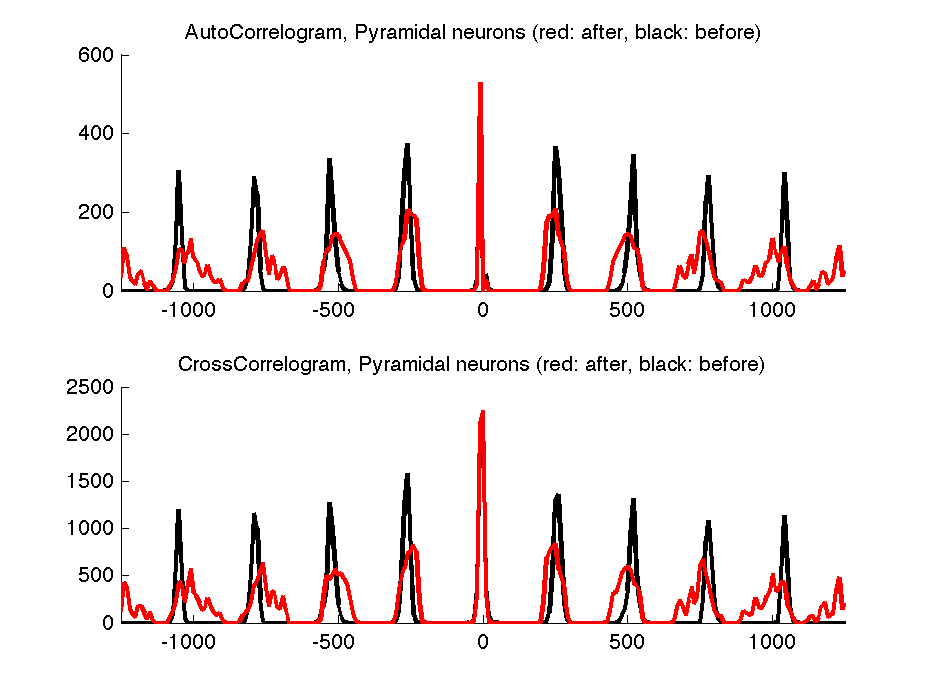 AutoCorrelogram, Pyramidal neurons (red: after, black: before)
600
400
200
0
-1000 -500 0 500 1000
CrossCorrelogram, Pyramidal neurons (red: after, black: before)
2500
2000
1500
1000
500
0
-1000 -500 0 500 1000